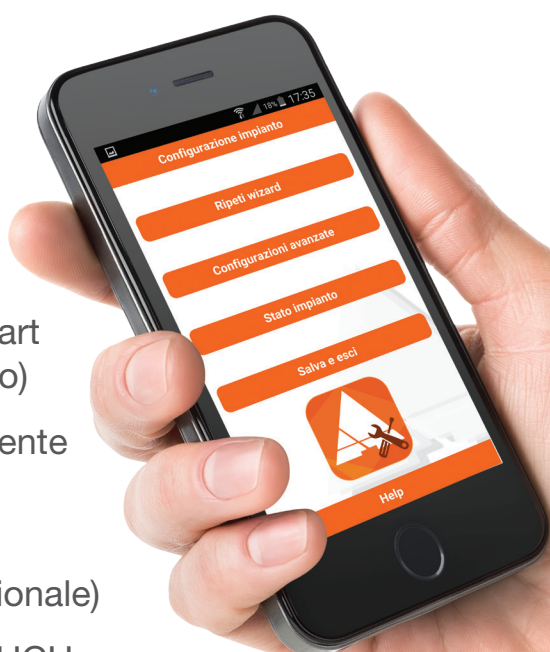 18% 17:35
Configurazione impianto
Ripeti wizard
Configurazioni avanzate
Stato impianto
Salva e esci
Help
art
o)
ente
ionale)